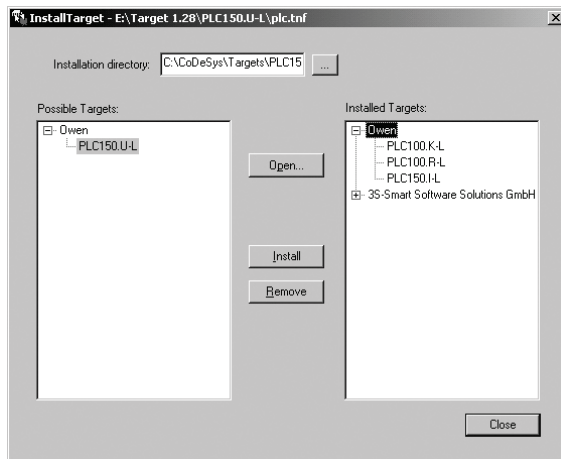 InstallTarget - E:\Target 1.28\PLC150.U-L\plc.tnf
Installation directory: C:\CoDeSys\Targets\PLC15 ...
Possible Targets:
Owen
PLC150.U-L
Open...
Install
Remove
Installed Targets:
Owen
PLC100.K-L
PLC100.R-L
PLC150.I-L
3S-Smart Software Solutions GmbH
Close